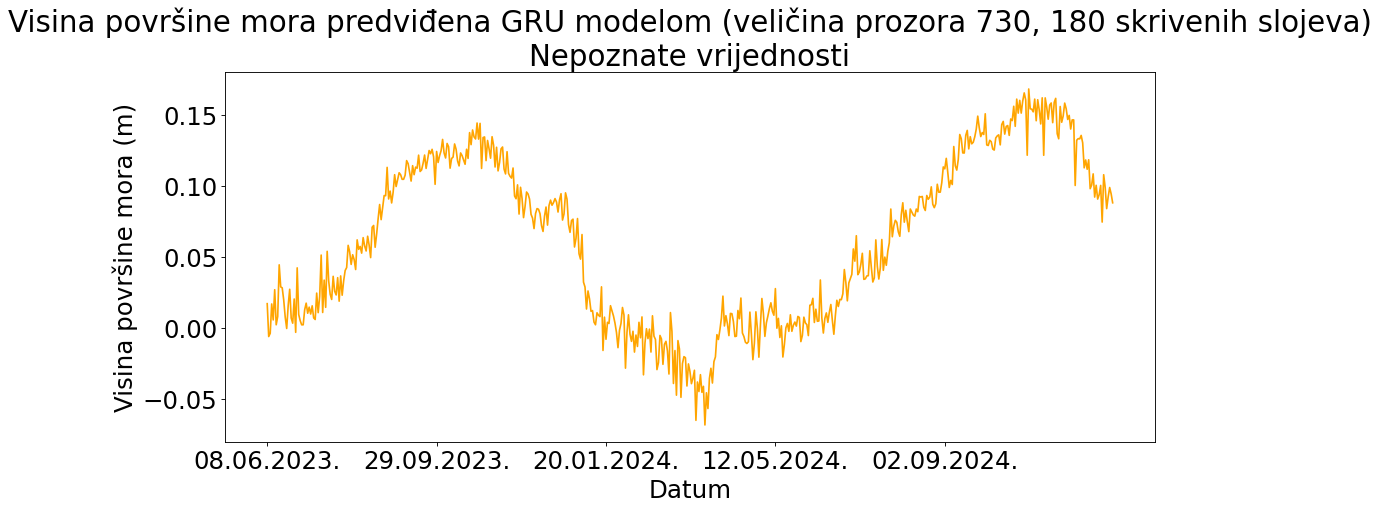 Visina površine mora predviđena GRU modelom (veličina prozora 730, 180 skrivenih slojeva)
Nepoznate vrijednosti
Visina površine mora (m)
0.15
0.10
0.05
0.00
−0.05
08.06.2023. 29.09.2023. 20.01.2024. 12.05.2024. 02.09.2024.
Datum